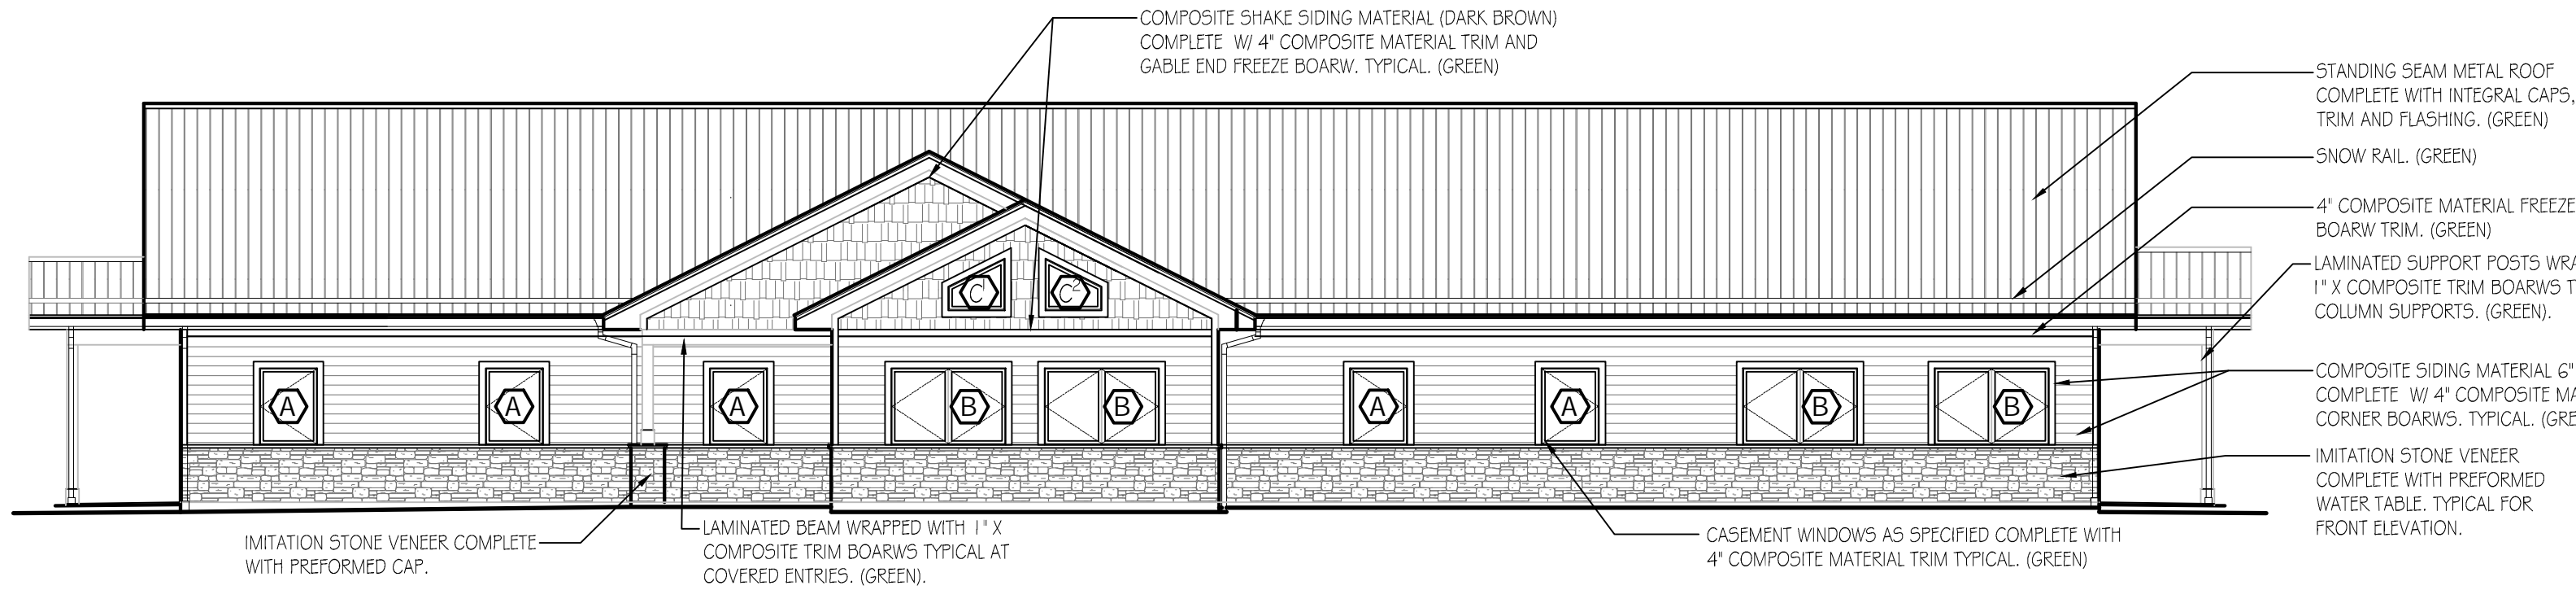 COMPOSITE SHAKE SIDING MATERIAL (DARK BROWN)
COMPLETE W/ 4" COMPOSITE MATERIAL TRIM AND
GABLE END FREEZE BOARW. TYPICAL. (GREEN)
STANDING SEAM METAL ROOF
COMPLETE WITH INTEGRAL CAPS,
TRIM AND FLASHING. (GREEN)
SNOW RAIL. (GREEN)
4" COMPOSITE MATERIAL FREEZE
BOARW TRIM. (GREEN)
LAMINATED SUPPORT POSTS
1" X COMPOSITE TRIM BOARWS
COLUMN SUPPORTS. (GREEN).
C1 C2
A A A B B A A B B
COMPOSITE SIDING MATERIAL 6"
COMPLETE W/ 4" COMPOSITE
CORNER BOARWS. TYPICAL.
IMITATION STONE VENEER
COMPLETE WITH PREFORMED
WATER TABLE. TYPICAL FOR
FRONT ELEVATION.
IMITATION STONE VENEER COMPLETE
WITH PREFORMED CAP.
LAMINATED BEAM WRAPPED WITH 1" X
COMPOSITE TRIM BOARWS TYPICAL AT
COVERED ENTRIES. (GREEN).
CASEMENT WINDOWS AS SPECIFIED COMPLETE WITH
4" COMPOSITE MATERIAL TRIM TYPICAL. (GREEN)